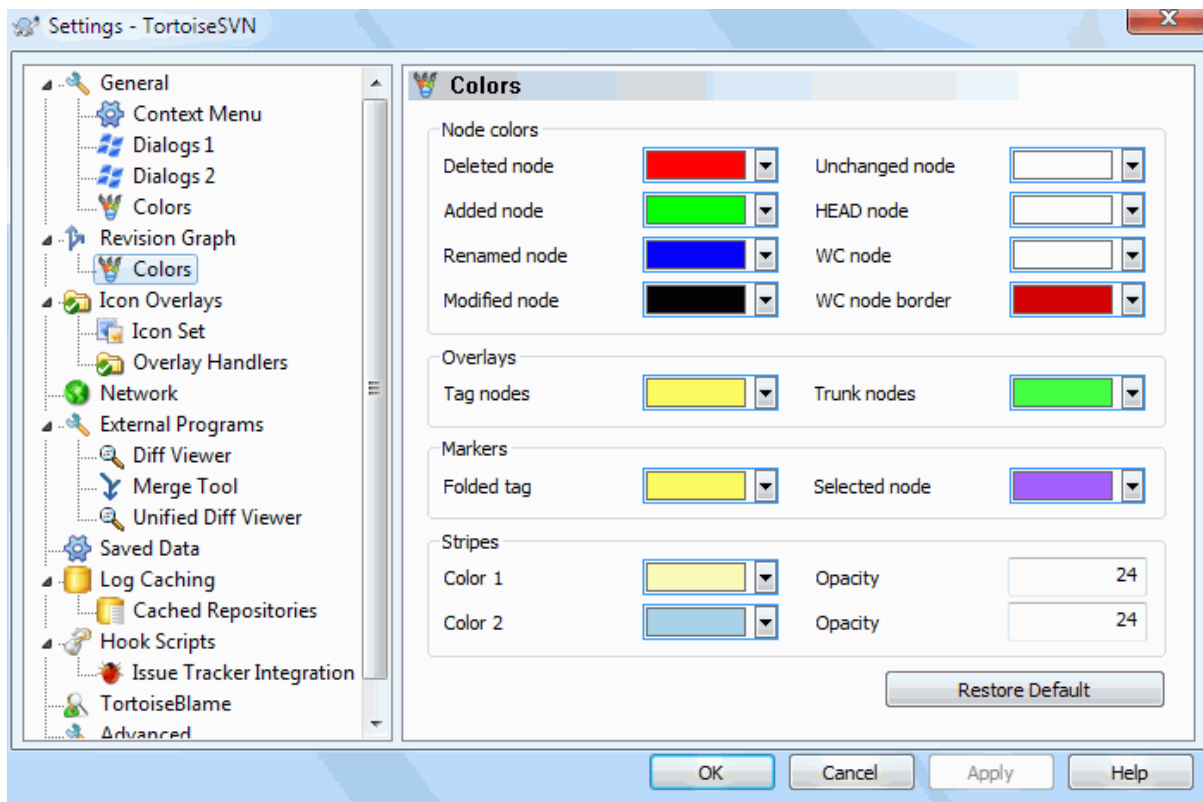 Settings - TortoiseSVN
General
Context Menu
Dialogs 1
Dialogs 2
Colors
Revision Graph
Colors
Icon Overlays
Icon Set
Overlay Handlers
Network
External Programs
Diff Viewer
Merge Tool
Unified Diff Viewer
Saved Data
Log Caching
Cached Repositories
Hook Scripts
Issue Tracker Integration
TortoiseBlame
Advanced
Colors
Node colors
Deleted node Unchanged node
Added node HEAD node
Renamed node WC node
Modified node WC node border
Overlays
Tag nodes Trunk nodes
Markers
Folded tag Selected node
Stripes
Color 1 Opacity 24
Color 2 Opacity 24
Restore Default
OK Cancel Apply Help